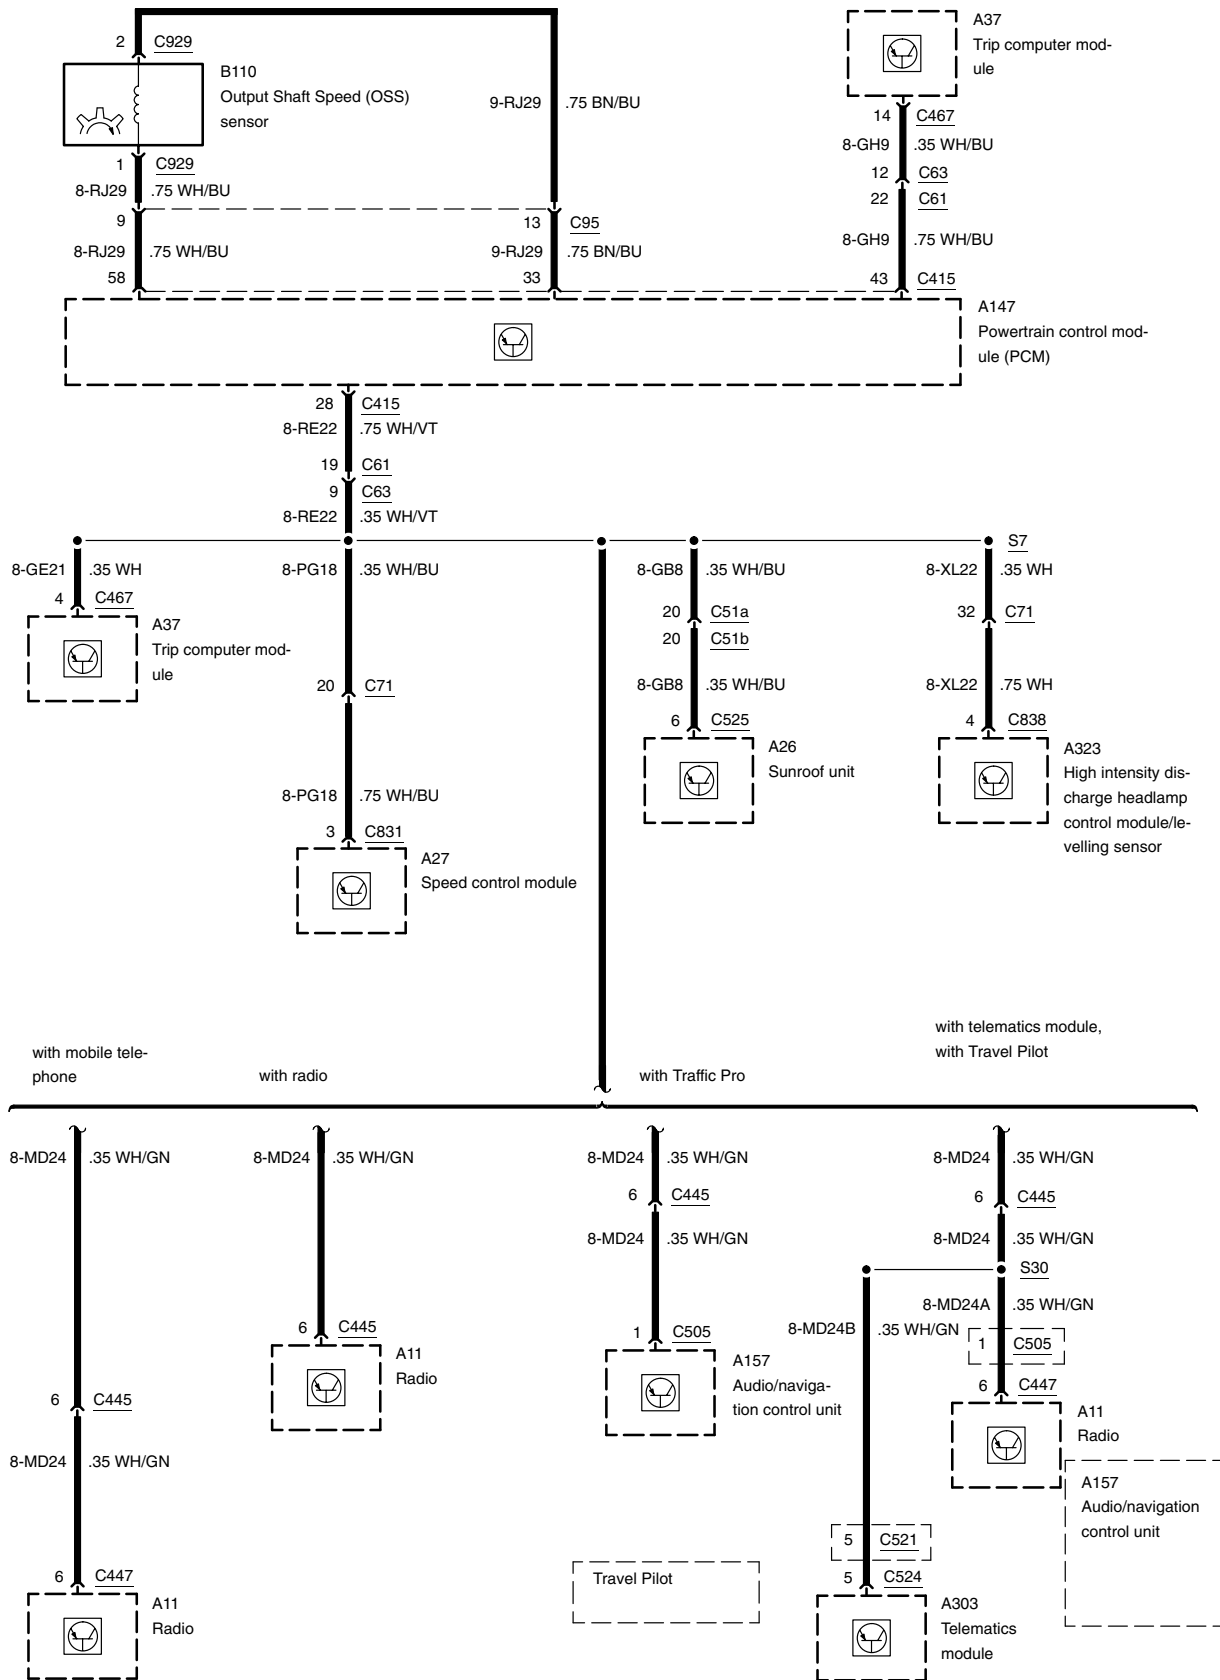 2 C929
B110
Output Shaft Speed (OSS)
sensor
1 C929
8-RJ29 .75 WH/BU
9
8-RJ29 .75 WH/BU
58
9-RJ29 .75 BN/BU
13 C95
9-RJ29 .75 BN/BU
33
A37
Trip computer mod-
ule
14 C467
8-GH9 .35 WH/BU
12 C63
22 C61
8-GH9 .75 WH/BU
43 C415
A147
Powertrain control mod-
ule (PCM)
28 C415
8-RE22 .75 WH/VT
19 C61
9 C63
8-RE22 .35 WH/VT
S7
8-GE21 .35 WH
4 C467
A37
Trip computer mod-
ule
8-PG18 .35 WH/BU
20 C71
8-PG18 .75 WH/BU
3 C831
A27
Speed control module
8-GB8 .35 WH/BU
20 C51a
20 C51b
8-GB8 .35 WH/BU
6 C525
A26
Sunroof unit
8-XL22 .35 WH
32 C71
8-XL22 .75 WH
4 C838
A323
High intensity dis-
charge headlamp
control module/le-
velling sensor
with mobile tele-
phone
with radio
with Traffic Pro
with telematics module,
with Travel Pilot
8-MD24 .35 WH/GN
6 C445
8-MD24 .35 WH/GN
6 C447
A11
Radio
8-MD24 .35 WH/GN
6 C445
A11
Radio
8-MD24 .35 WH/GN
6 C445
8-MD24 .35 WH/GN
1 C505
A157
Audio/naviga-
tion control unit
8-MD24 .35 WH/GN
6 C445
8-MD24 .35 WH/GN
S30
8-MD24A .35 WH/GN
8-MD24B .35 WH/GN
1 C505
6 C447
A11
Radio
A157
Audio/navigation
control unit
5 C521
5 C524
A303
Telematics
module
Travel Pilot